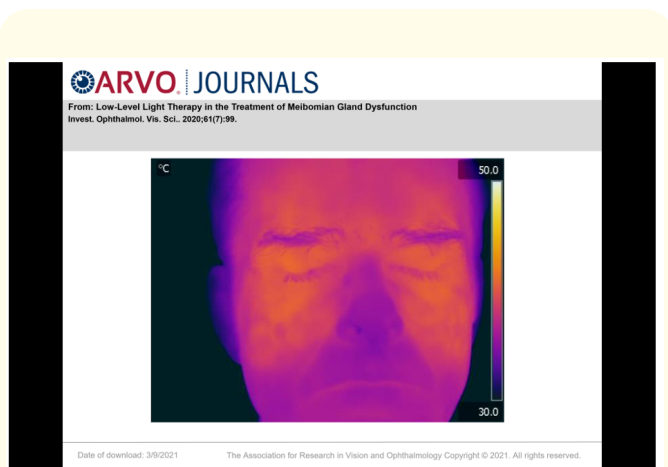 ARVO. JOURNALS
From: Low-Level Light Therapy in the Treatment of Meibomian Gland Dysfunction
Invest. Ophthalmol. Vis. Sci.. 2020;61(7):99.
°C
50.0
30.0
Date of download: 3/9/2021
The Association for Research in Vision and Ophthalmology Copyright © 2021. All rights reserved.